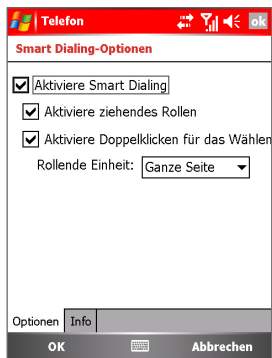 Telefon
ok
Smart Dialing-Optionen
Aktiviere Smart Dialing
Aktiviere ziehendes Rollen
Aktiviere Doppelklicken für das Wählen
Rollende Einheit: Ganze Seite
Optionen Info
OK Abbrechen